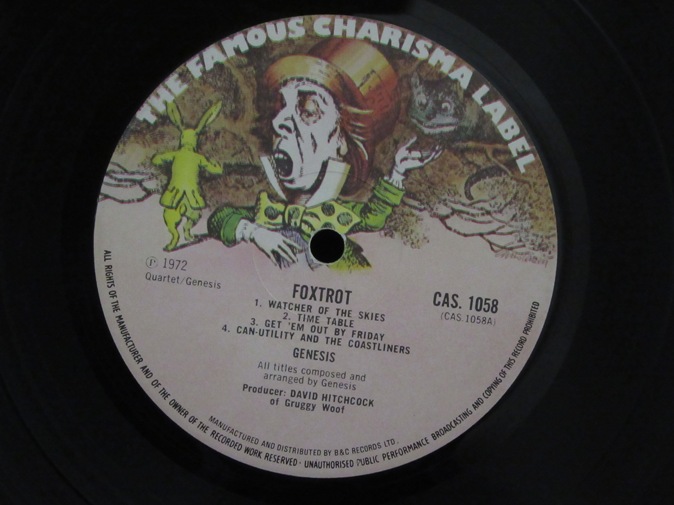 THE FAMOUS CHARISMA LABEL
℗ 1972
Quartet/Genesis
FOXTROT
1. WATCHER OF THE SKIES
2. TIME TABLE
3. GET 'EM OUT BY FRIDAY
4. CAN-UTILITY AND THE COASTLINERS
GENESIS
All titles composed and
arranged by Genesis
Producer: DAVID HITCHCOCK
of Gruggy Woof
CAS. 1058
(CAS 1058A)
MANUFACTURED AND DISTRIBUTED BY B&C RECORDS LTD.
ALL RIGHTS OF THE MANUFACTURER AND OF THE OWNER OF THE RECORDED WORK RESERVED · UNAUTHORISED PUBLIC PERFORMANCE BROADCASTING AND COPYING OF THIS RECORD PROHIBITED